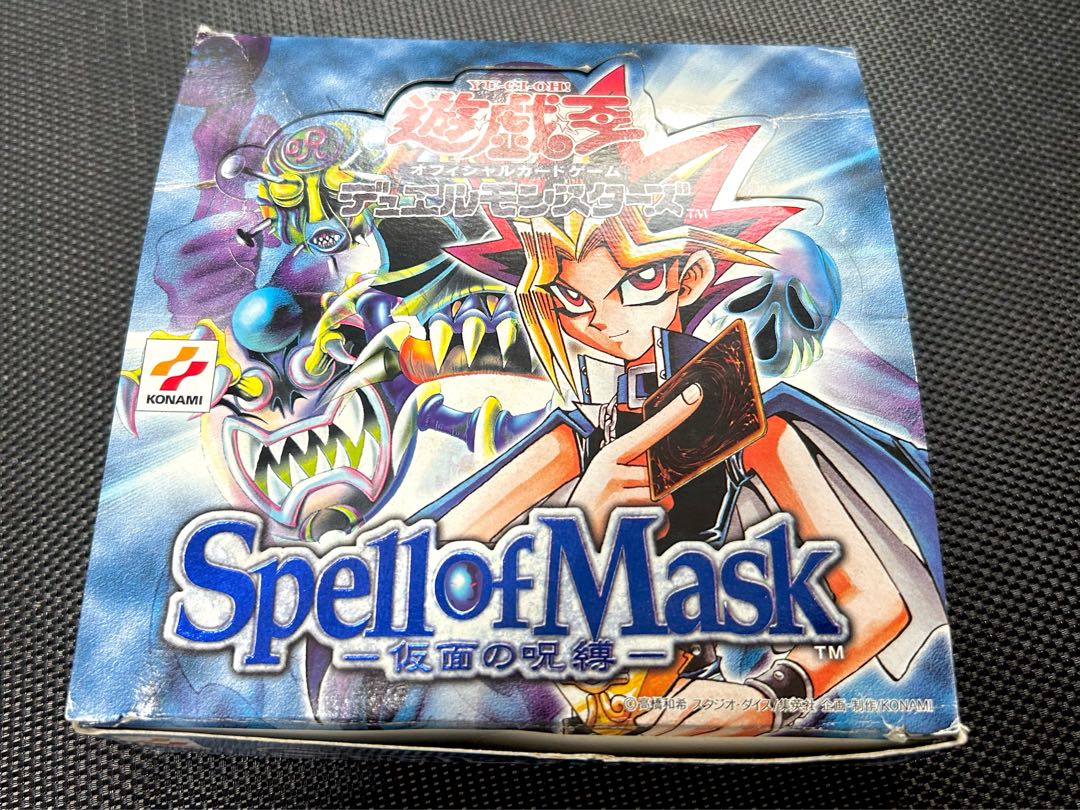 YU-GI-OH!
遊戯王
オフィシャルカードゲーム
デュエルモンスターズ™
呪
KONAMI
Spell of Mask
－仮面の呪縛－
™
©高橋和希 スタジオ・ダイス/集英社 企画・制作/KONAMI